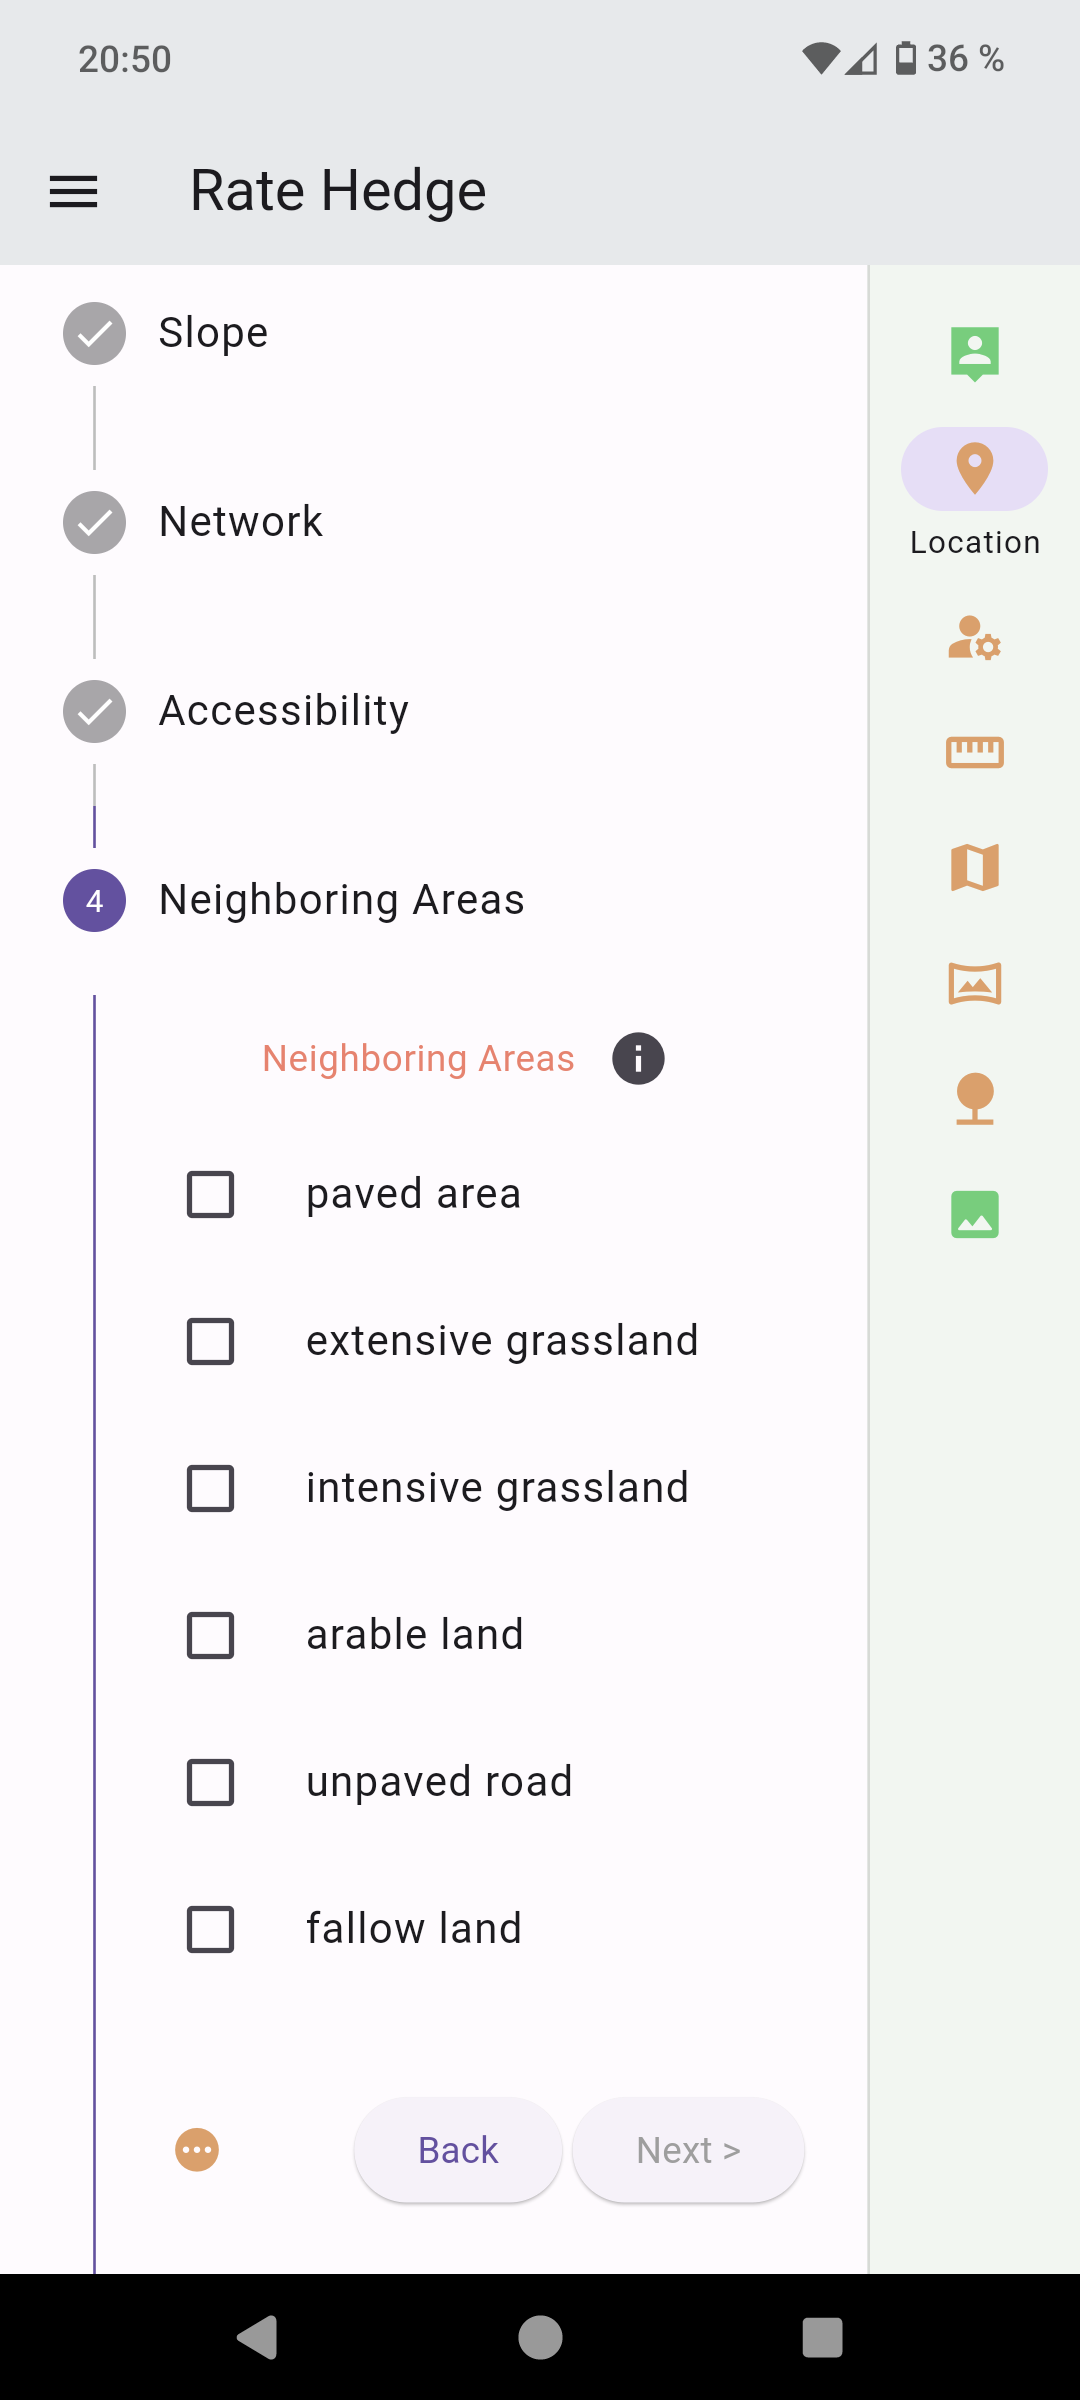 20:50
36 %
Rate Hedge
Slope
Network
Location
Accessibility
4
Neighboring Areas
Neighboring Areas
paved area
extensive grassland
intensive grassland
arable land
unpaved road
fallow land
Back
Next >